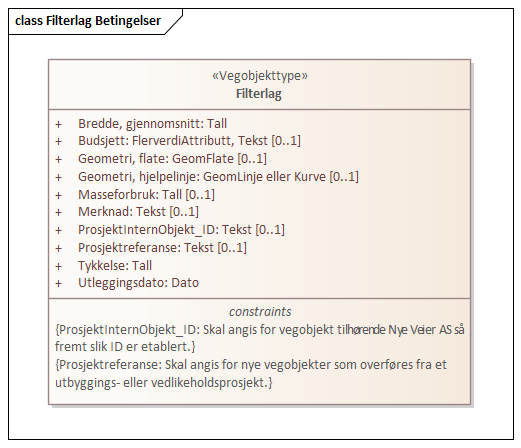 class Filterlag Betingelser
«Vegobjekttype»
Filterlag
+ Bredde, gjennomsnitt: Tall
+ Budsjett: FlerverdiAttributt, Tekst [0..1]
+ Geometri, flate: GeomFlate [0..1]
+ Geometri, hjelpelinje: GeomLinje eller Kurve [0..1]
+ Masseforbruk: Tall [0..1]
+ Merknad: Tekst [0..1]
+ ProsjektInternObjekt_ID: Tekst [0..1]
+ Prosjektreferanse: Tekst [0..1]
+ Tykkelse: Tall
+ Utleggingsdato: Dato
constraints
{ProsjektInternObjekt_ID: Skal angis for vegobjekt tilhørende Nye Veier AS så
fremt slik ID er etablert.}
{Prosjektreferanse: Skal angis for nye vegobjekter som overføres fra et
utbyggings- eller vedlikeholdsprosjekt.}